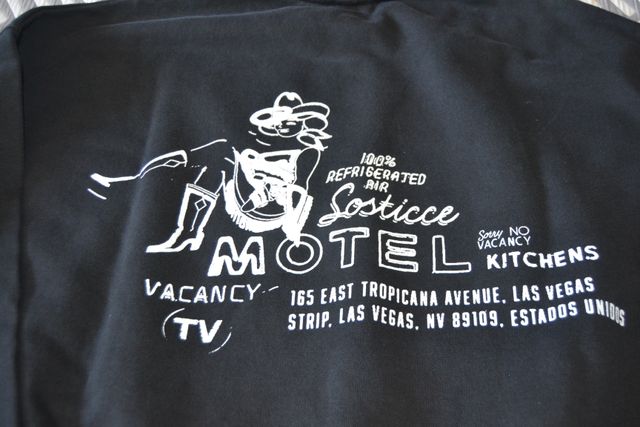 100%
REFRIGERATED
AIR
Sosticce
MOTEL
Sorry NO
VACANCY
KITCHENS
VACANCY
TV
165 EAST TROPICANA AVENUE, LAS VEGAS
STRIP, LAS VEGAS, NV 89109, ESTADOS UNIDOS